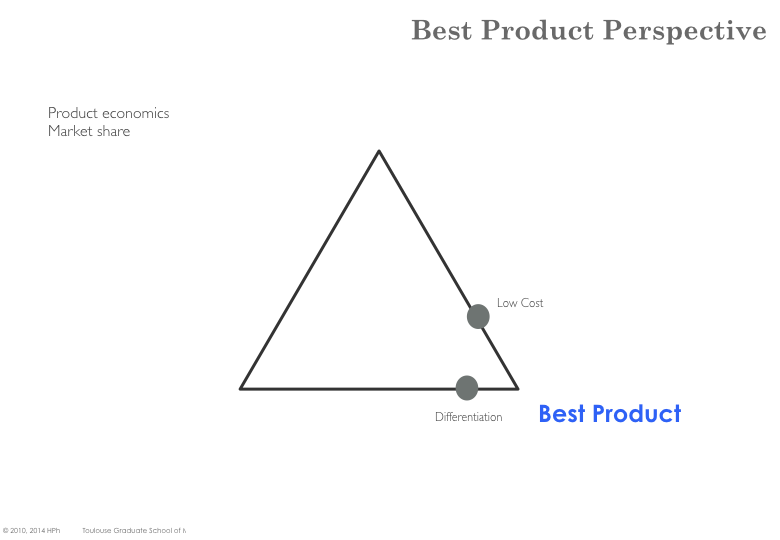 Best Product Perspective
Product economics
Market share
Low Cost
Differentiation
Best Product
© 2010, 2014 HPh Toulouse Graduate School of